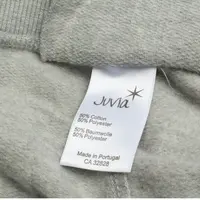 Juvia
50% Cotton
50% Polyester
50% Baumwolle
50% Polyester
Made in Portugal
CA 32828